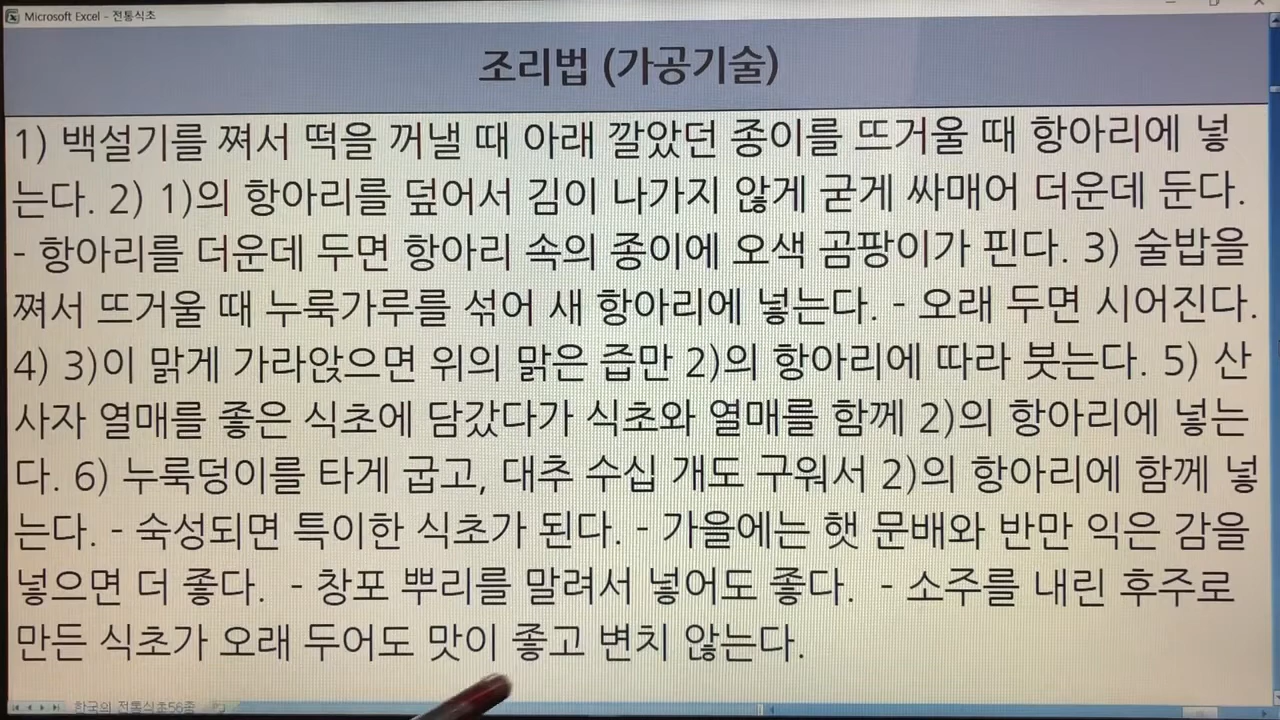 Microsoft Excel - 전통식초
조리법 (가공기술)
1) 백설기를 쪄서 떡을 꺼낼 때 아래 깔았던 종이를 뜨거울 때 항아리에 넣
는다. 2) 1)의 항아리를 덮어서 김이 나가지 않게 굳게 싸매어 더운데 둔다.
- 항아리를 더운데 두면 항아리 속의 종이에 오색 곰팡이가 핀다. 3) 술밥을
쪄서 뜨거울 때 누룩가루를 섞어 새 항아리에 넣는다. - 오래 두면 시어진다.
4) 3)이 맑게 가라앉으면 위의 맑은 즙만 2)의 항아리에 따라 붓는다. 5) 산
사자 열매를 좋은 식초에 담갔다가 식초와 열매를 함께 2)의 항아리에 넣는
다. 6) 누룩덩이를 타게 굽고, 대추 수십 개도 구워서 2)의 항아리에 함께 넣
는다. - 숙성되면 특이한 식초가 된다. - 가을에는 햇 문배와 반만 익은 감을
넣으면 더 좋다. - 창포 뿌리를 말려서 넣어도 좋다. - 소주를 내린 후주로
만든 식초가 오래 두어도 맛이 좋고 변치 않는다.
한국의 전통식초56종